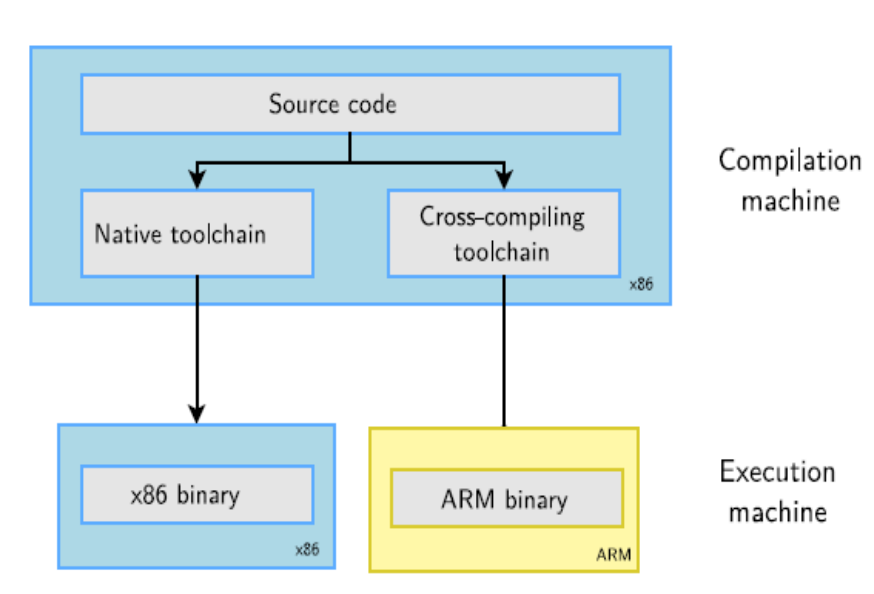 Source code
Compilation
machine
Native toolchain
Cross-compiling
toolchain
x86
Execution
machine
x86 binary
x86
ARM binary
ARM